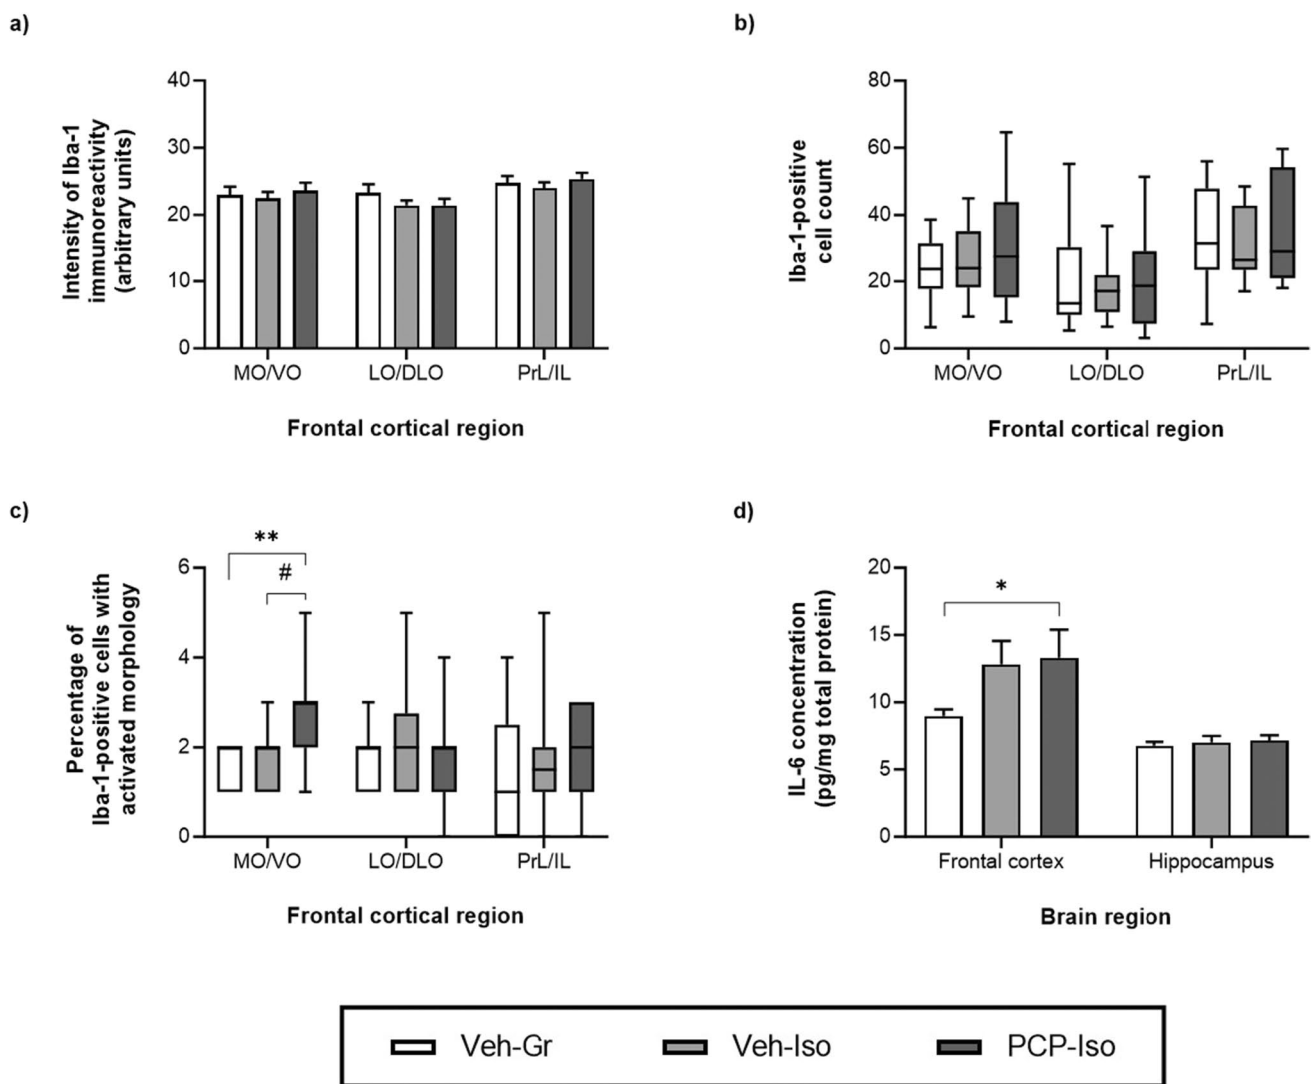 a)
40
30
20
10
0
Intensity of Iba-1
immunoreactivity
(arbitrary units)
MO/VO LO/DLO PrL/IL
Frontal cortical region
b)
80
60
40
20
0
Iba-1-positive
cell count
MO/VO LO/DLO PrL/IL
Frontal cortical region
c)
**
#
6
4
2
0
Percentage of
Iba-1-positive cells with
activated morphology
MO/VO LO/DLO PrL/IL
Frontal cortical region
d)
20
15
10
5
0
*
IL-6 concentration
(pg/mg total protein)
Frontal cortex Hippocampus
Brain region
Veh-Gr Veh-Iso PCP-Iso